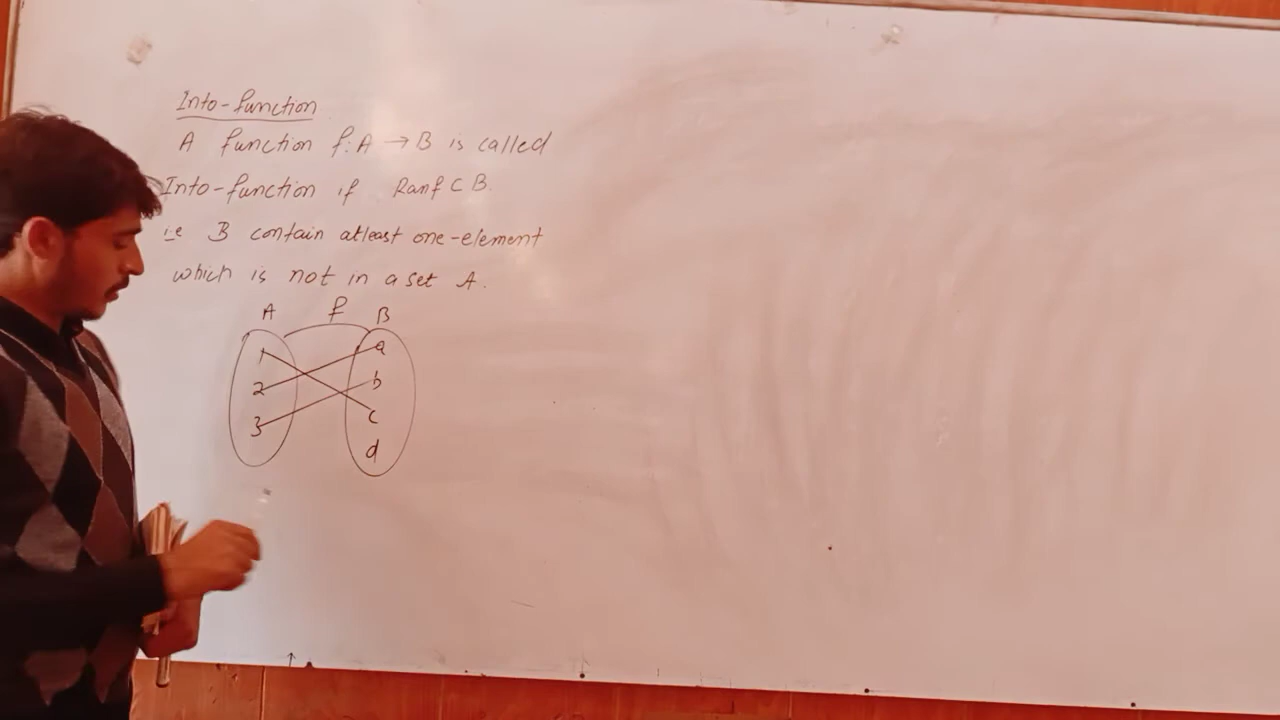 Into-function
A function f:A → B is called
Into-function if Ranf ⊂ B.
i.e B contain atleast one-element
which is not in a set A.
A f B
1 a
2 b
3 c
d